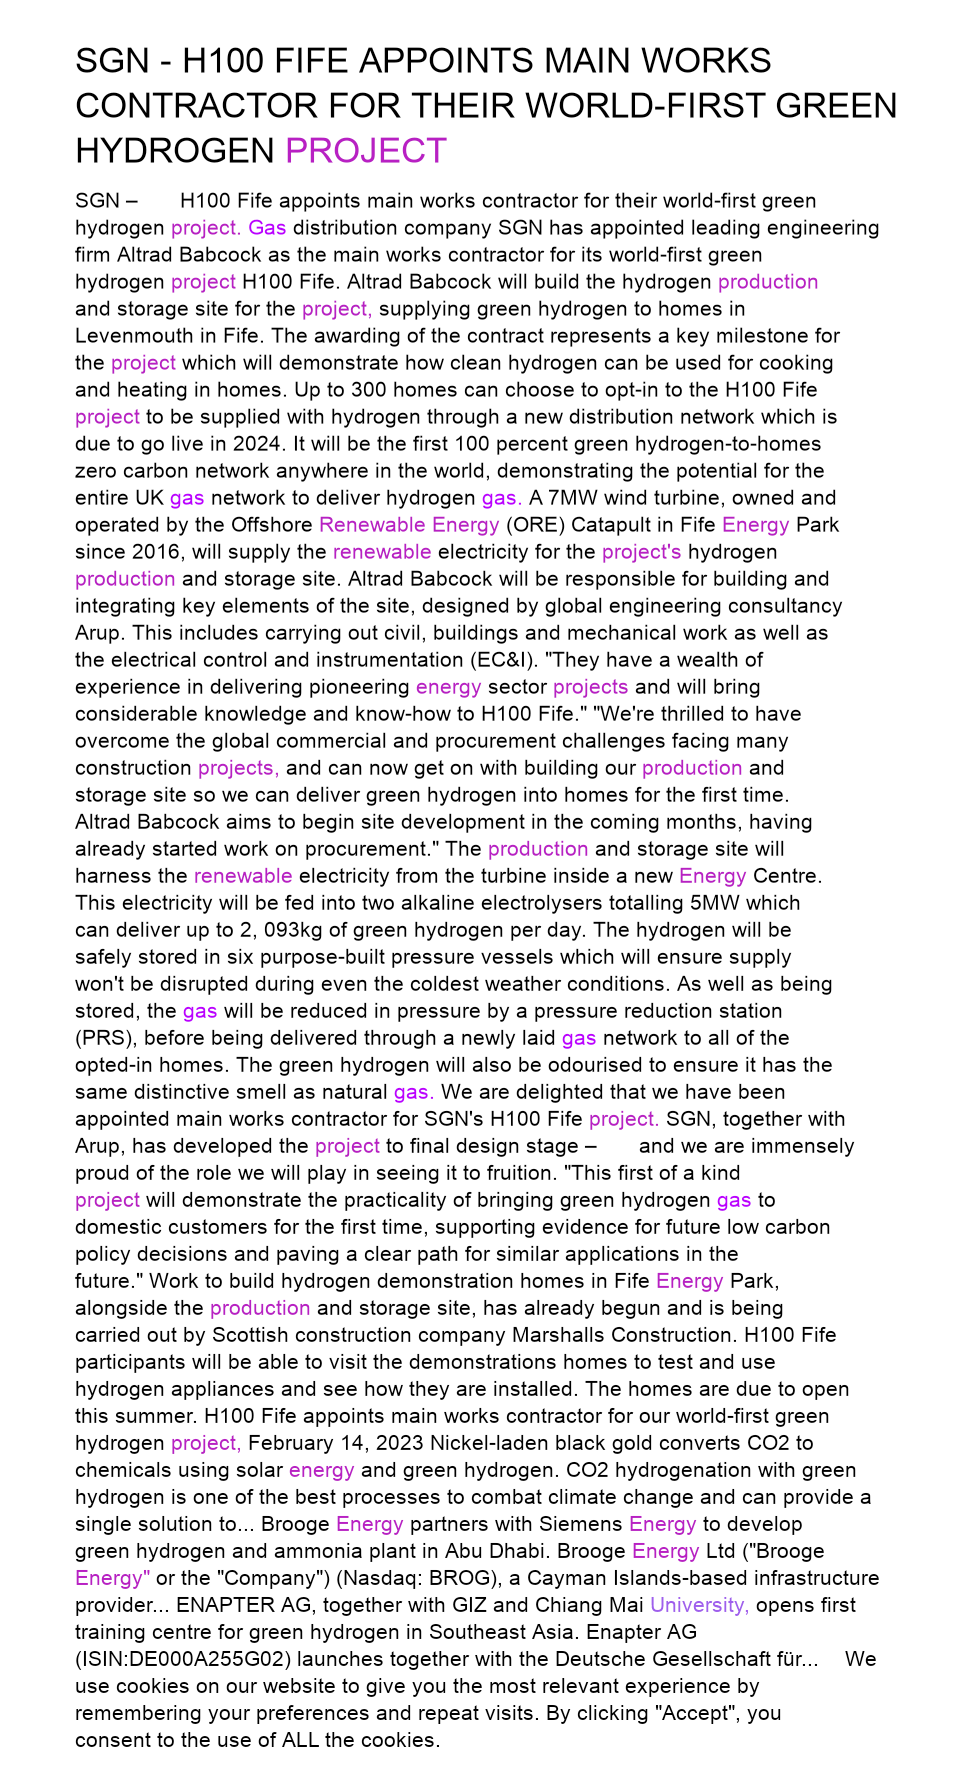 SGN - H100 FIFE APPOINTS MAIN WORKS
CONTRACTOR FOR THEIR WORLD-FIRST GREEN
HYDROGEN PROJECT
SGN – H100 Fife appoints main works contractor for their world-first green
hydrogen project. Gas distribution company SGN has appointed leading engineering
firm Altrad Babcock as the main works contractor for its world-first green
hydrogen project H100 Fife. Altrad Babcock will build the hydrogen production
and storage site for the project, supplying green hydrogen to homes in
Levenmouth in Fife. The awarding of the contract represents a key milestone for
the project which will demonstrate how clean hydrogen can be used for cooking
and heating in homes. Up to 300 homes can choose to opt-in to the H100 Fife
project to be supplied with hydrogen through a new distribution network which is
due to go live in 2024. It will be the first 100 percent green hydrogen-to-homes
zero carbon network anywhere in the world, demonstrating the potential for the
entire UK gas network to deliver hydrogen gas. A 7MW wind turbine, owned and
operated by the Offshore Renewable Energy (ORE) Catapult in Fife Energy Park
since 2016, will supply the renewable electricity for the project's hydrogen
production and storage site. Altrad Babcock will be responsible for building and
integrating key elements of the site, designed by global engineering consultancy
Arup. This includes carrying out civil, buildings and mechanical work as well as
the electrical control and instrumentation (EC&I). "They have a wealth of
experience in delivering pioneering energy sector projects and will bring
considerable knowledge and know-how to H100 Fife." "We're thrilled to have
overcome the global commercial and procurement challenges facing many
construction projects, and can now get on with building our production and
storage site so we can deliver green hydrogen into homes for the first time.
Altrad Babcock aims to begin site development in the coming months, having
already started work on procurement." The production and storage site will
harness the renewable electricity from the turbine inside a new Energy Centre.
This electricity will be fed into two alkaline electrolysers totalling 5MW which
can deliver up to 2, 093kg of green hydrogen per day. The hydrogen will be
safely stored in six purpose-built pressure vessels which will ensure supply
won't be disrupted during even the coldest weather conditions. As well as being
stored, the gas will be reduced in pressure by a pressure reduction station
(PRS), before being delivered through a newly laid gas network to all of the
opted-in homes. The green hydrogen will also be odourised to ensure it has the
same distinctive smell as natural gas. We are delighted that we have been
appointed main works contractor for SGN's H100 Fife project. SGN, together with
Arup, has developed the project to final design stage – and we are immensely
proud of the role we will play in seeing it to fruition. "This first of a kind
project will demonstrate the practicality of bringing green hydrogen gas to
domestic customers for the first time, supporting evidence for future low carbon
policy decisions and paving a clear path for similar applications in the
future." Work to build hydrogen demonstration homes in Fife Energy Park,
alongside the production and storage site, has already begun and is being
carried out by Scottish construction company Marshalls Construction. H100 Fife
participants will be able to visit the demonstrations homes to test and use
hydrogen appliances and see how they are installed. The homes are due to open
this summer. H100 Fife appoints main works contractor for our world-first green
hydrogen project, February 14, 2023 Nickel-laden black gold converts CO2 to
chemicals using solar energy and green hydrogen. CO2 hydrogenation with green
hydrogen is one of the best processes to combat climate change and can provide a
single solution to... Brooge Energy partners with Siemens Energy to develop
green hydrogen and ammonia plant in Abu Dhabi. Brooge Energy Ltd ("Brooge
Energy" or the "Company") (Nasdaq: BROG), a Cayman Islands-based infrastructure
provider... ENAPTER AG, together with GIZ and Chiang Mai University, opens first
training centre for green hydrogen in Southeast Asia. Enapter AG
(ISIN:DE000A255G02) launches together with the Deutsche Gesellschaft für... We
use cookies on our website to give you the most relevant experience by
remembering your preferences and repeat visits. By clicking "Accept", you
consent to the use of ALL the cookies.